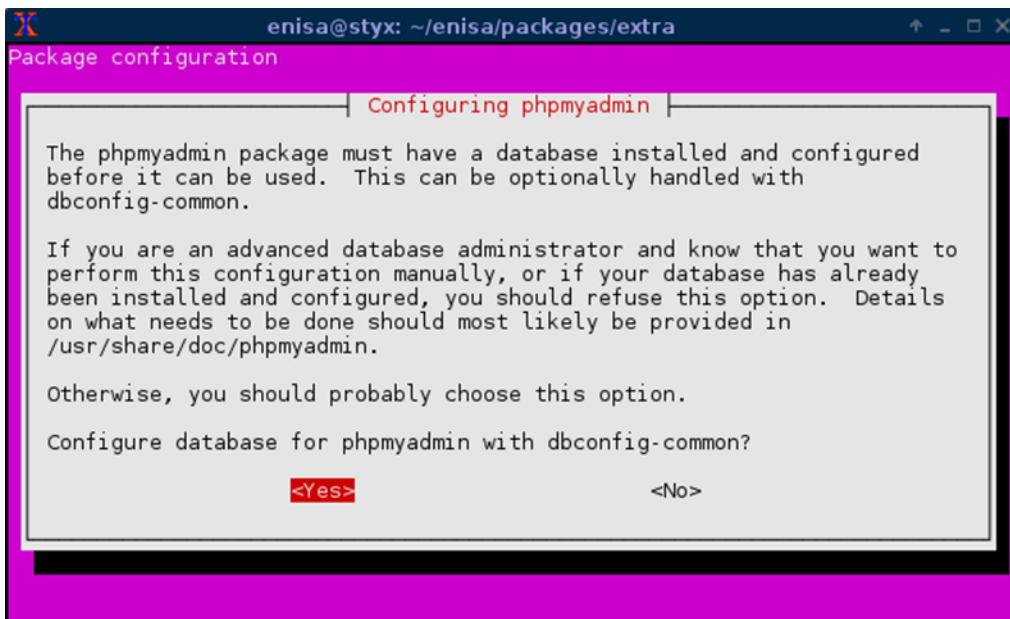 enisa@styx: ~/enisa/packages/extra
Package configuration
Configuring phpmyadmin
The phpmyadmin package must have a database installed and configured
before it can be used.  This can be optionally handled with
dbconfig-common.
If you are an advanced database administrator and know that you want to
perform this configuration manually, or if your database has already
been installed and configured, you should refuse this option.  Details
on what needs to be done should most likely be provided in
/usr/share/doc/phpmyadmin.
Otherwise, you should probably choose this option.
Configure database for phpmyadmin with dbconfig-common?
<Yes> <No>